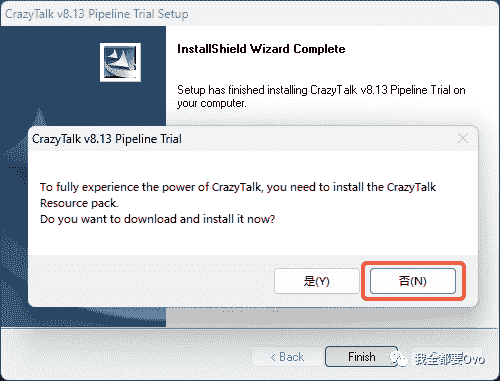 CrazyTalk v8.13 Pipeline Trial Setup
InstallShield Wizard Complete
Setup has finished installing CrazyTalk v8.13 Pipeline Trial on
your computer.
CrazyTalk v8.13 Pipeline Trial
To fully experience the power of CrazyTalk, you need to install the CrazyTalk
Resource pack.
Do you want to download and install it now?
是(Y)
否(N)
< Back
Finish
我全都要Ovo